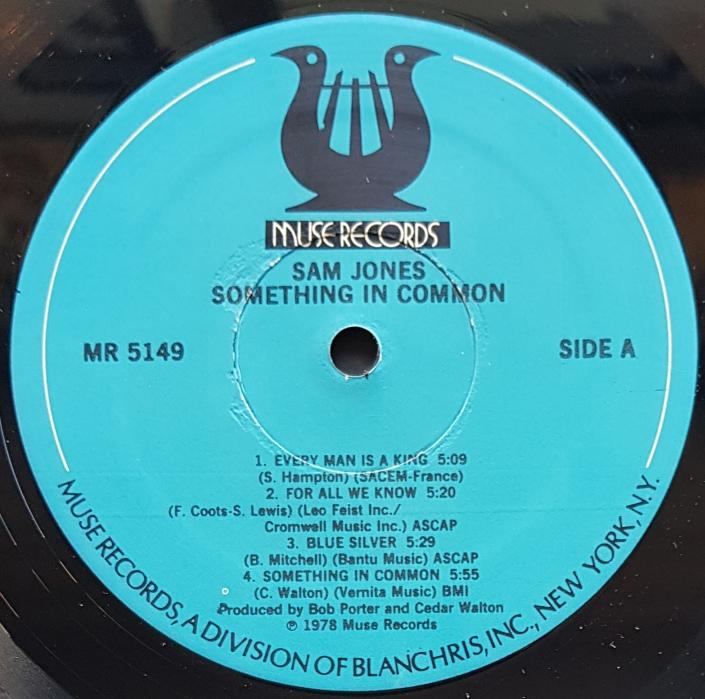 MUSE RECORDS
SAM JONES
SOMETHING IN COMMON
MR 5149
SIDE A
1. EVERY MAN IS A KING 5:09
(S. Hampton) (SACEM-France)
2. FOR ALL WE KNOW 5:20
(F. Coots-S. Lewis) (Leo Feist Inc./
Cromwell Music Inc.) ASCAP
3. BLUE SILVER 5:29
(B. Mitchell) (Bantu Music) ASCAP
4. SOMETHING IN COMMON 5:55
(C. Walton) (Vernita Music) BMI
Produced by Bob Porter and Cedar Walton
℗ 1978 Muse Records
MUSE RECORDS, A DIVISION OF BLANCHRIS, INC., NEW YORK, N.Y.